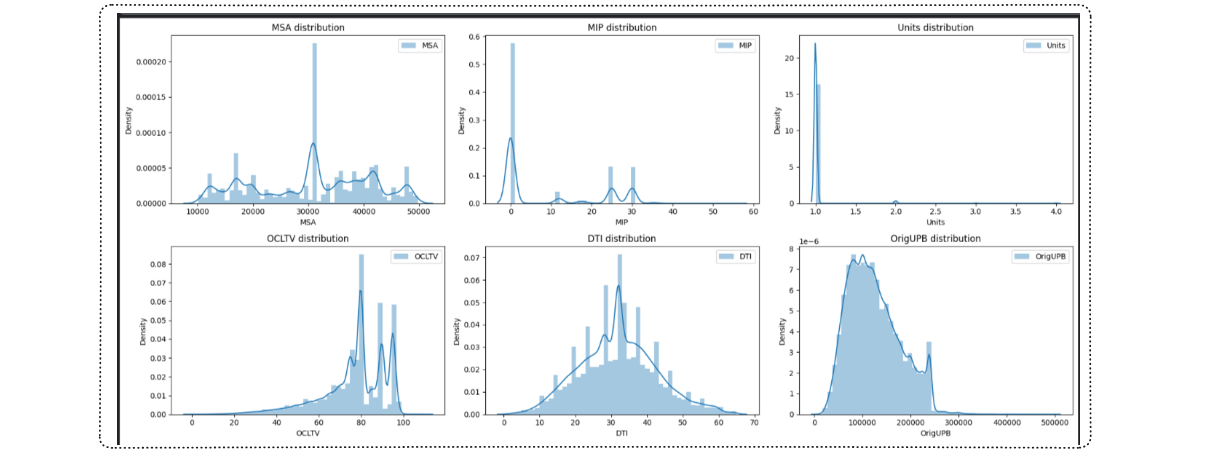 MSA distribution
MIP distribution
Units distribution
MSA
MIP
Units
0.00020
0.00015
0.00010
0.00005
0.00000
Density
10000 20000 30000 40000 50000
MSA
0.6
0.5
0.4
0.3
0.2
0.1
0.0
Density
0 10 20 30 40 50 60
MIP
20
15
10
5
0
Density
1.0 1.5 2.0 2.5 3.0 3.5 4.0
Units
OCLTV distribution
DTI distribution
OrigUPB distribution
OCLTV
DTI
OrigUPB
0.08
0.07
0.06
0.05
0.04
0.03
0.02
0.01
0.00
Density
0 20 40 60 80 100
OCLTV
0.07
0.06
0.05
0.04
0.03
0.02
0.01
0.00
Density
0 10 20 30 40 50 60 70
DTI
1e−6
8
7
6
5
4
3
2
1
0
Density
0 100000 200000 300000 400000 500000
OrigUPB